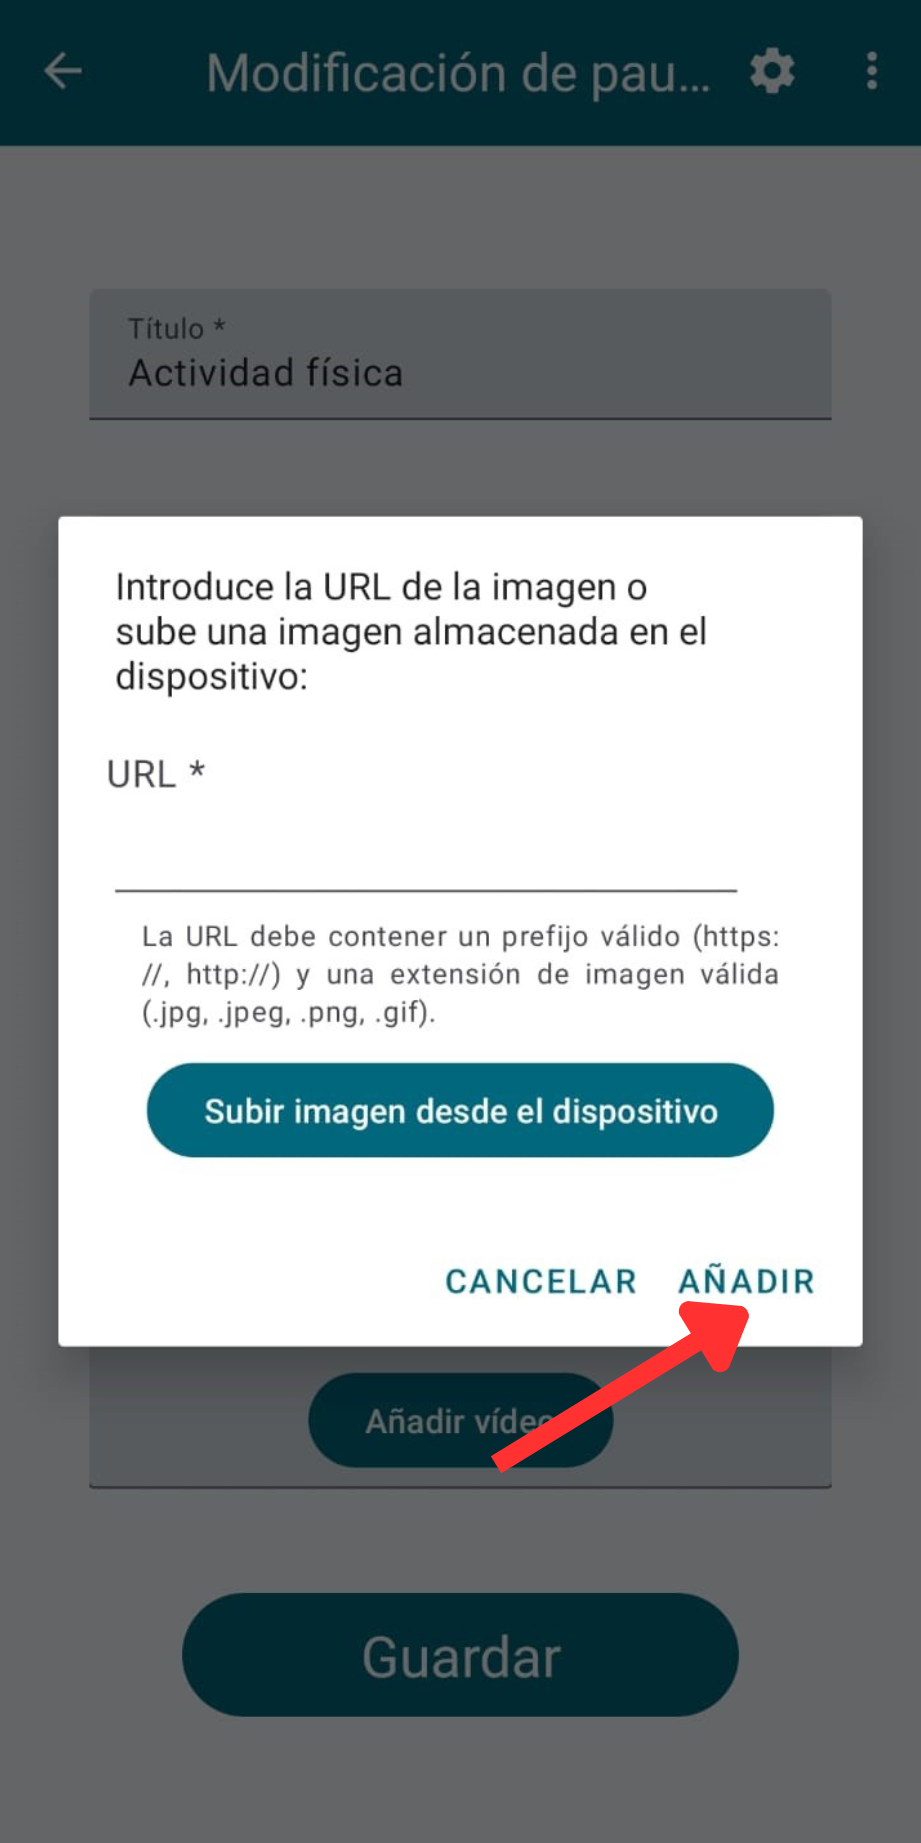 Modificación de pau...
Título *
Actividad física
Introduce la URL de la imagen o
sube una imagen almacenada en el
dispositivo:
URL *
La URL debe contener un prefijo válido (https:
//, http://) y una extensión de imagen válida
(.jpg, .jpeg, .png, .gif).
Subir imagen desde el dispositivo
CANCELAR AÑADIR
Añadir vídeo
Guardar